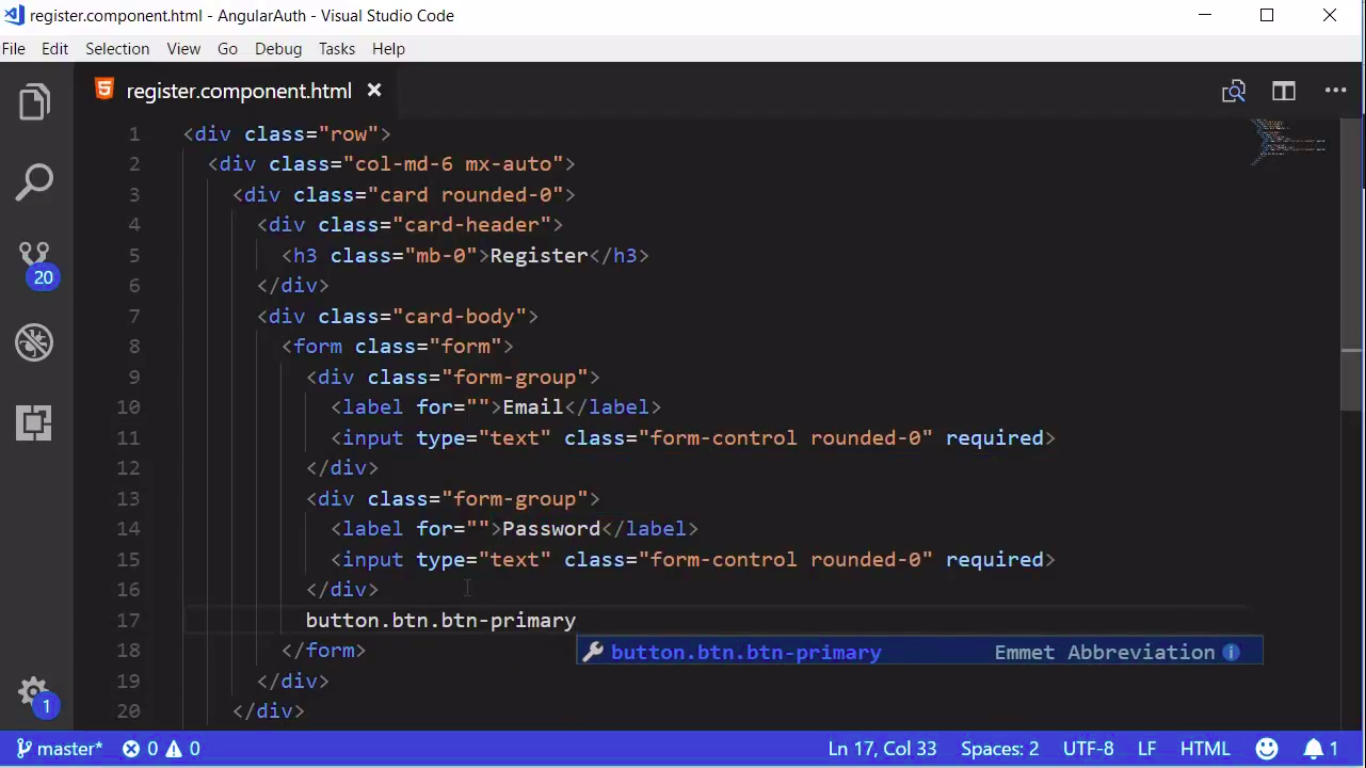 register.component.html - AngularAuth - Visual Studio Code
File Edit Selection View Go Debug Tasks Help
register.component.html
1 <div class="row">
2 <div class="col-md-6 mx-auto">
3 <div class="card rounded-0">
4 <div class="card-header">
5 <h3 class="mb-0">Register</h3>
6 </div>
7 <div class="card-body">
8 <form class="form">
9 <div class="form-group">
10 <label for="">Email</label>
11 <input type="text" class="form-control rounded-0" required>
12 </div>
13 <div class="form-group">
14 <label for="">Password</label>
15 <input type="text" class="form-control rounded-0" required>
16 </div>
17 button.btn.btn-primary
18 </form>
button.btn.btn-primary Emmet Abbreviation
19 </div>
20 </div>
20
1
master* 0 0 Ln 17, Col 33 Spaces: 2 UTF-8 LF HTML 1